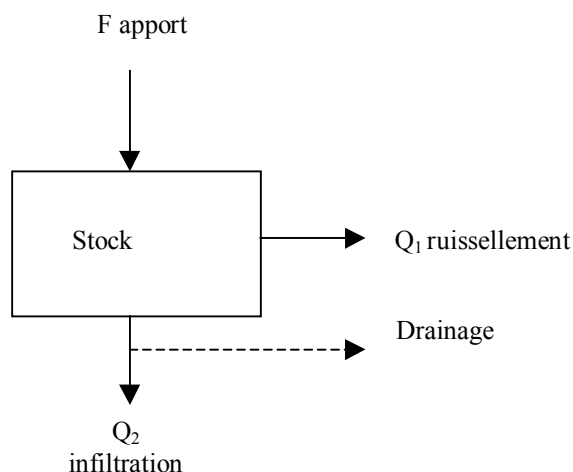 F apport
Stock
Q₁ ruissellement
Drainage
Q₂
infiltration